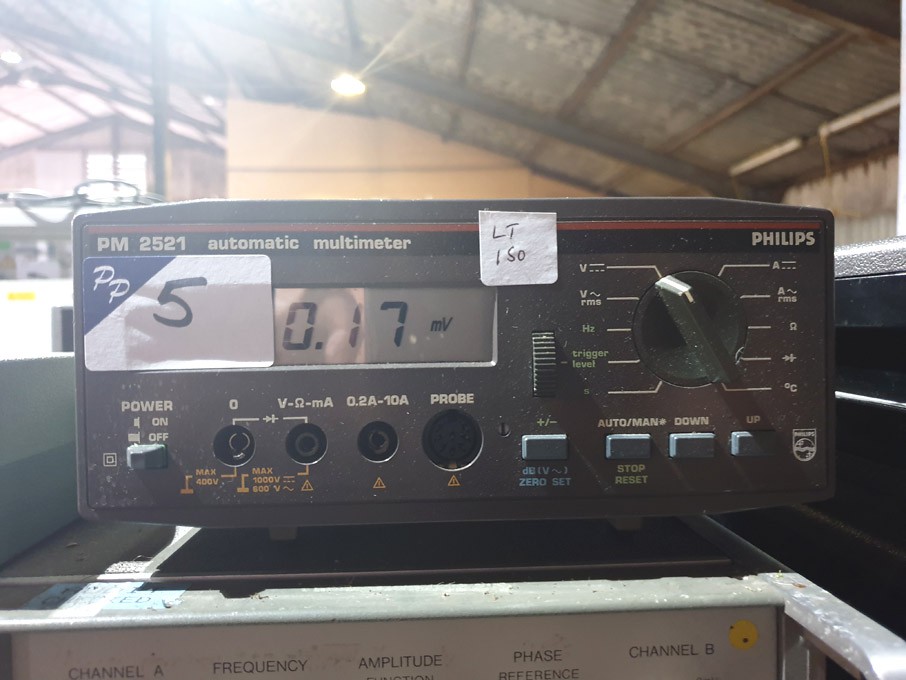 PM 2521 automatic multimeter
LT
150
PHILIPS
PP
5
0.17 mV
V
A
V~
rms
A~
rms
Hz
Ω
trigger
level
s
°C
POWER
ON
OFF
0
V-Ω-mA
0.2A-10A
PROBE
MAX
400V
MAX
1000V
600 V~
+/-
dB (V~)
ZERO SET
AUTO/MAN*
DOWN
UP
STOP
RESET
PHILIPS
CHANNEL A
FREQUENCY
AMPLITUDE
FUNCTION
PHASE
REFERENCE
CHANNEL B